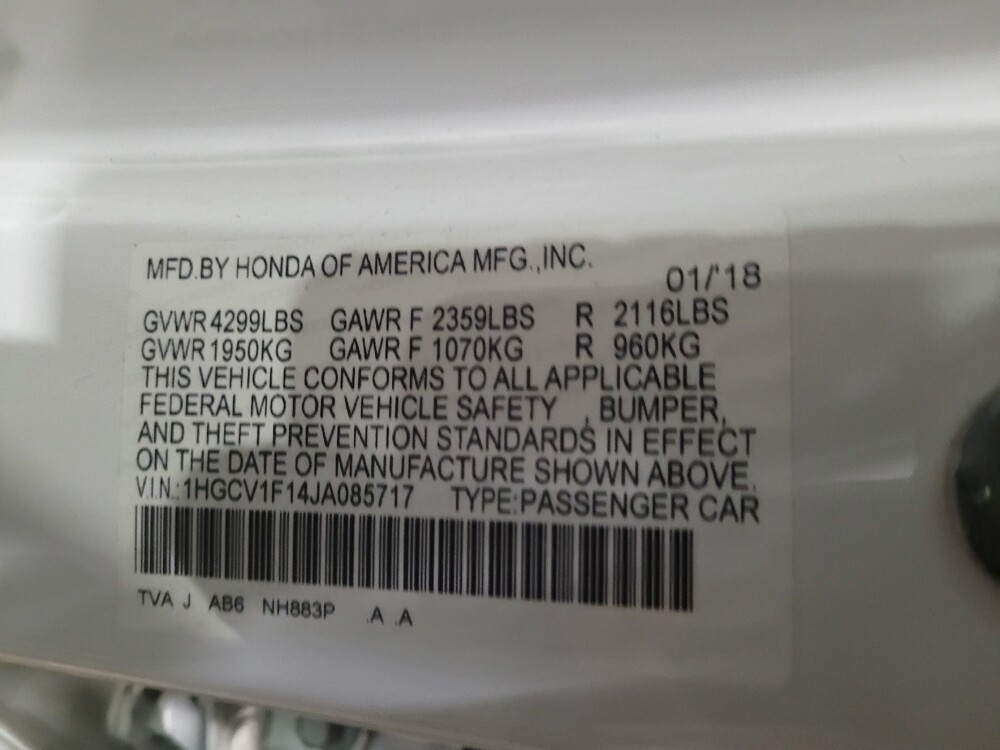 MFD.BY HONDA OF AMERICA MFG.,INC.
01/'18
GVWR 4299LBS GAWR F 2359LBS R 2116LBS
GVWR 1950KG GAWR F 1070KG R 960KG
THIS VEHICLE CONFORMS TO ALL APPLICABLE
FEDERAL MOTOR VEHICLE SAFETY , BUMPER,
AND THEFT PREVENTION STANDARDS IN EFFECT
ON THE DATE OF MANUFACTURE SHOWN ABOVE.
V.I.N.:1HGCV1F14JA085717 TYPE:PASSENGER CAR
TVA J AB6 NH883P .A .A